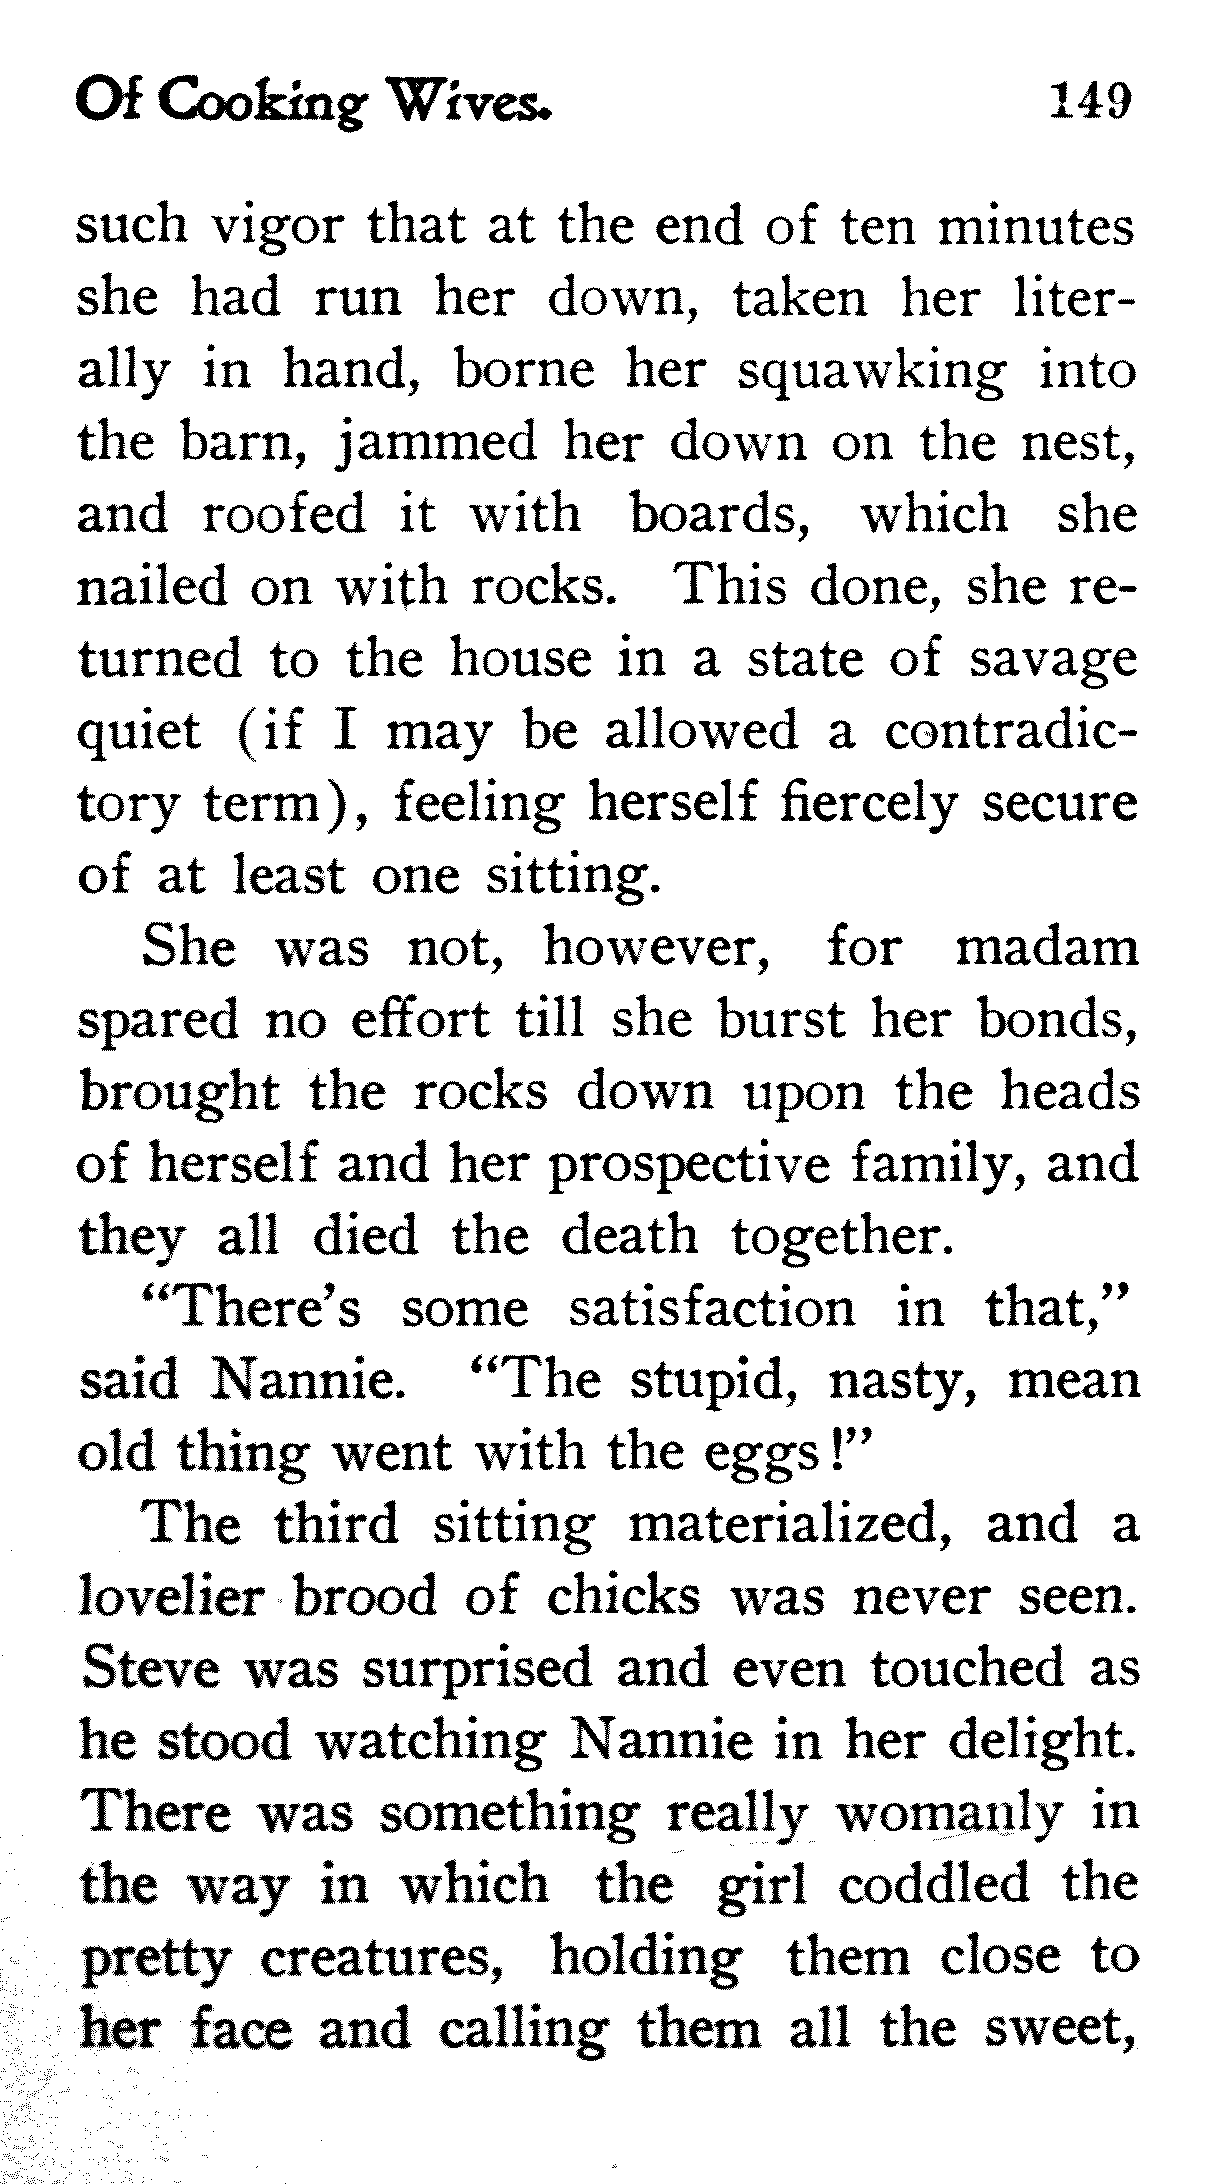 Of Cooking Wives. 149
such vigor that at the end of ten minutes
she had run her down, taken her liter-
ally in hand, borne her squawking into
the barn, jammed her down on the nest,
and roofed it with boards, which she
nailed on with rocks. This done, she re-
turned to the house in a state of savage
quiet (if I may be allowed a contradic-
tory term), feeling herself fiercely secure
of at least one sitting.
She was not, however, for madam
spared no effort till she burst her bonds,
brought the rocks down upon the heads
of herself and her prospective family, and
they all died the death together.
“There’s some satisfaction in that,”
said Nannie. “The stupid, nasty, mean
old thing went with the eggs!”
The third sitting materialized, and a
lovelier brood of chicks was never seen.
Steve was surprised and even touched as
he stood watching Nannie in her delight.
There was something really womanly in
the way in which the girl coddled the
pretty creatures, holding them close to
her face and calling them all the sweet,